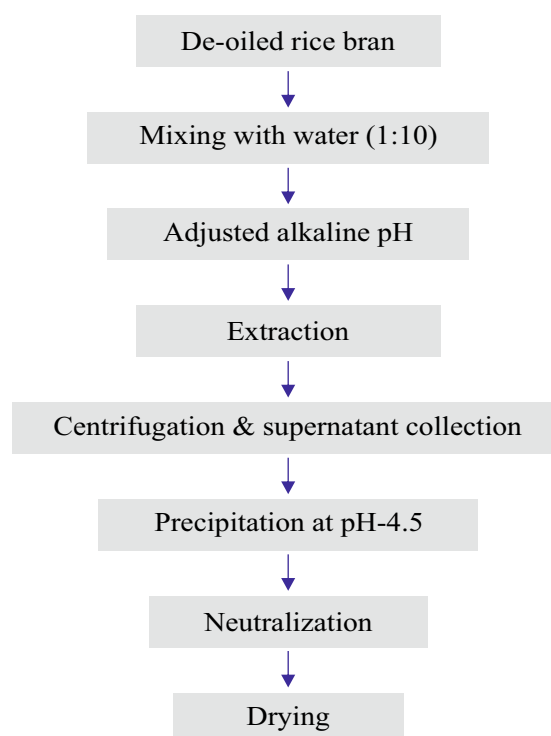 De-oiled rice bran
Mixing with water (1:10)
Adjusted alkaline pH
Extraction
Centrifugation & supernatant collection
Precipitation at pH-4.5
Neutralization
Drying